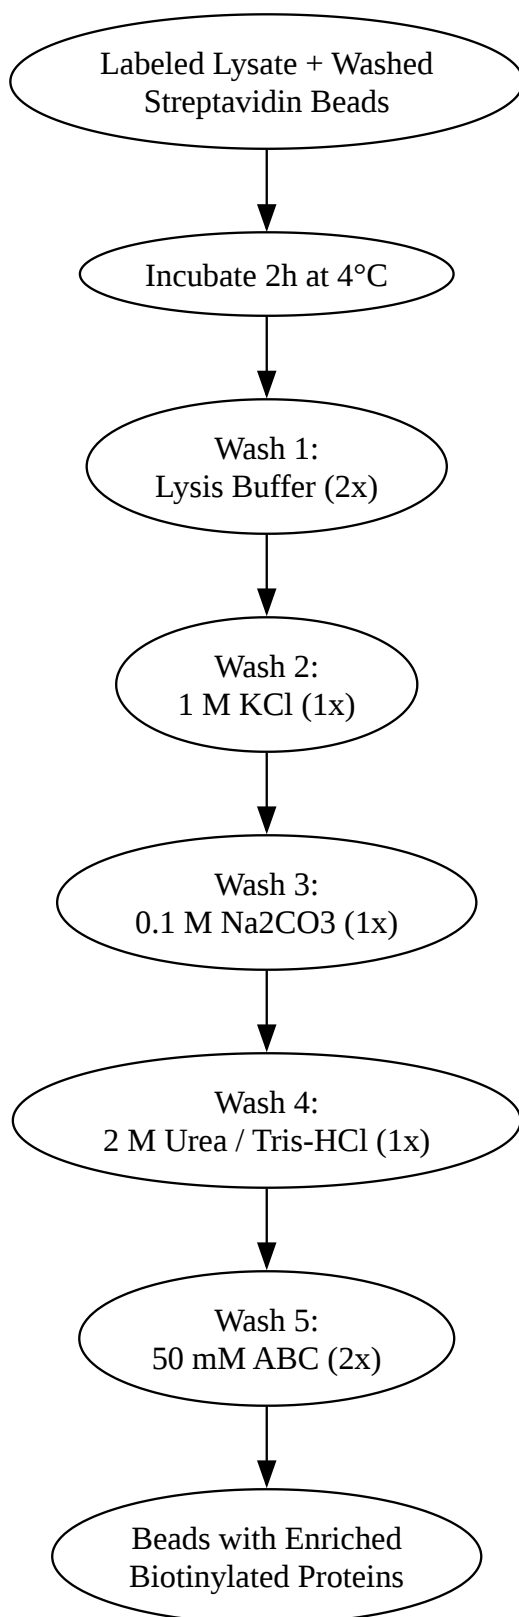 Labeled Lysate + Washed
Streptavidin Beads
Incubate 2h at 4°C
Wash 1:
Lysis Buffer (2x)
Wash 2:
1 M KCl (1x)
Wash 3:
0.1 M Na2CO3 (1x)
Wash 4:
2 M Urea / Tris-HCl (1x)
Wash 5:
50 mM ABC (2x)
Beads with Enriched
Biotinylated Proteins